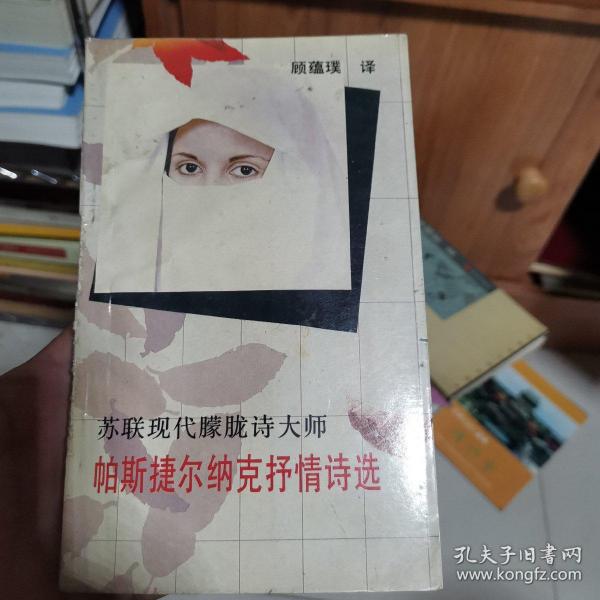 顾蕴璞 译
苏联现代朦胧诗大师
帕斯捷尔纳克抒情诗选
孔夫子旧书网
www.kongfz.com